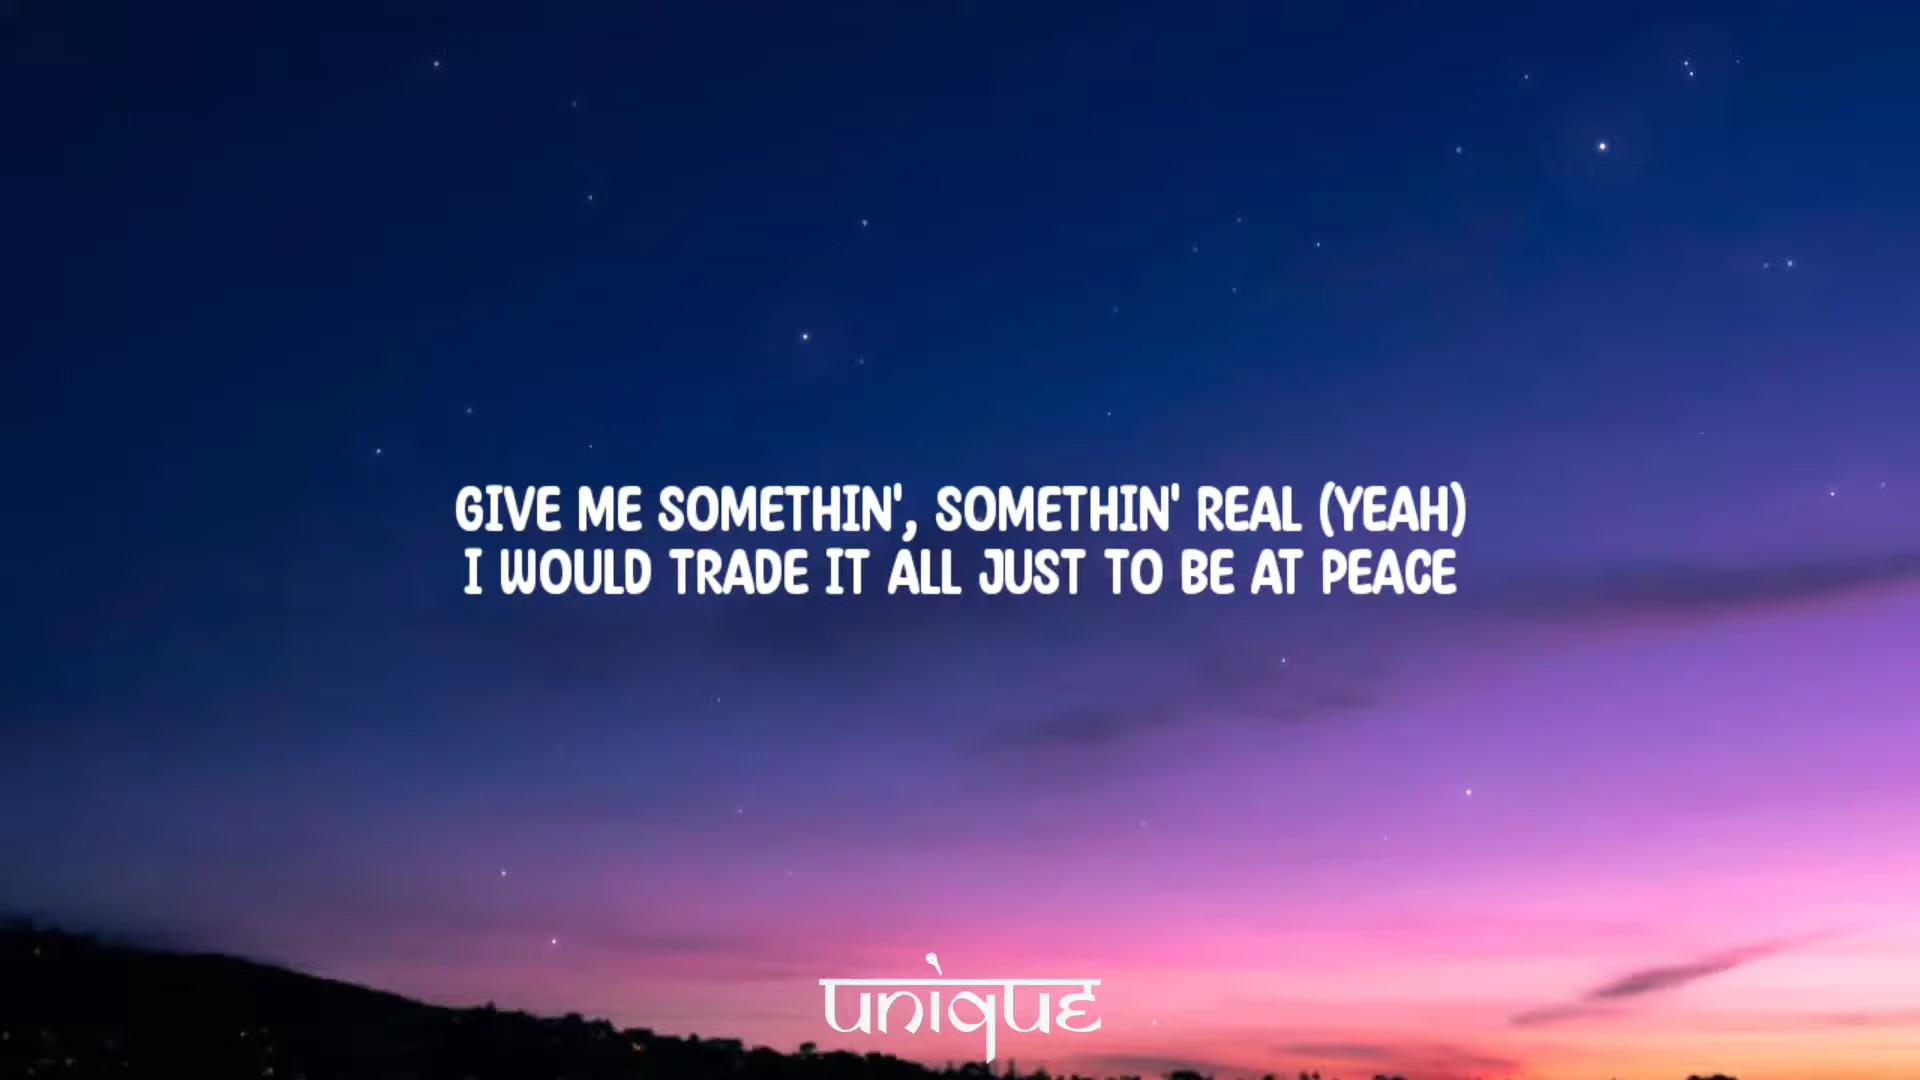 GIVE ME SOMETHIN', SOMETHIN' REAL (YEAH)
I WOULD TRADE IT ALL JUST TO BE AT PEACE
unique